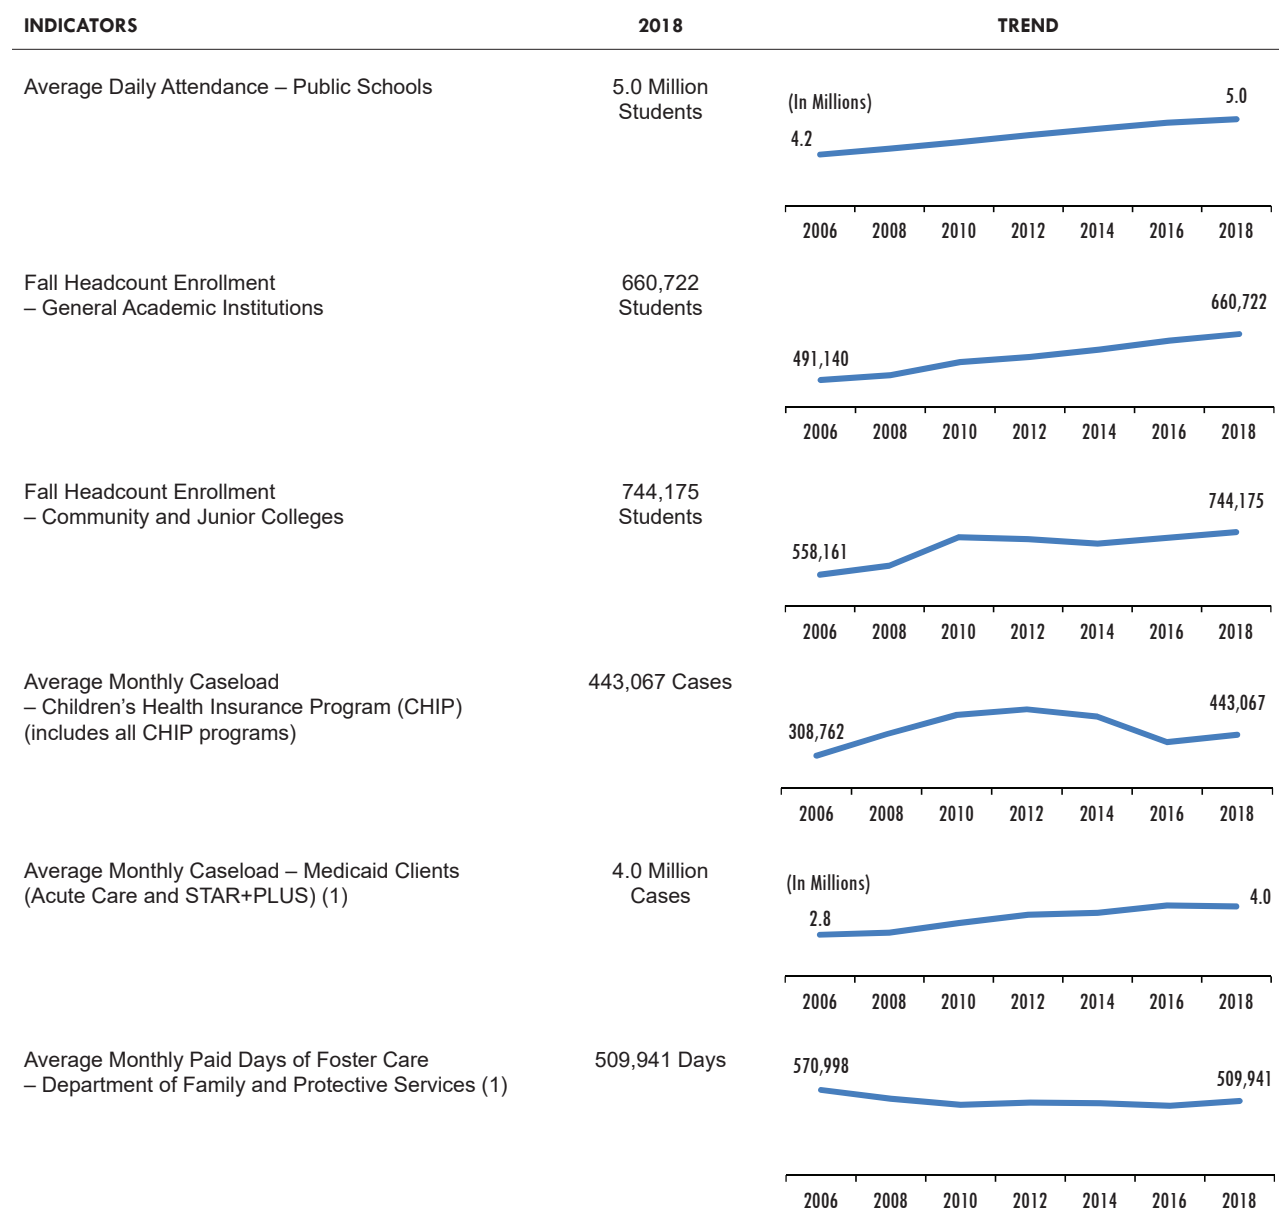 INDICATORS 2018 TREND
Average Daily Attendance – Public Schools
5.0 Million
Students
(In Millions)
4.2
5.0
2006 2008 2010 2012 2014 2016 2018
Fall Headcount Enrollment
– General Academic Institutions
660,722
Students
491,140
660,722
2006 2008 2010 2012 2014 2016 2018
Fall Headcount Enrollment
– Community and Junior Colleges
744,175
Students
558,161
744,175
2006 2008 2010 2012 2014 2016 2018
Average Monthly Caseload
– Children’s Health Insurance Program (CHIP)
(includes all CHIP programs)
443,067 Cases
308,762
443,067
2006 2008 2010 2012 2014 2016 2018
Average Monthly Caseload – Medicaid Clients
(Acute Care and STAR+PLUS) (1)
4.0 Million
Cases
(In Millions)
2.8
4.0
2006 2008 2010 2012 2014 2016 2018
Average Monthly Paid Days of Foster Care
– Department of Family and Protective Services (1)
509,941 Days
570,998
509,941
2006 2008 2010 2012 2014 2016 2018